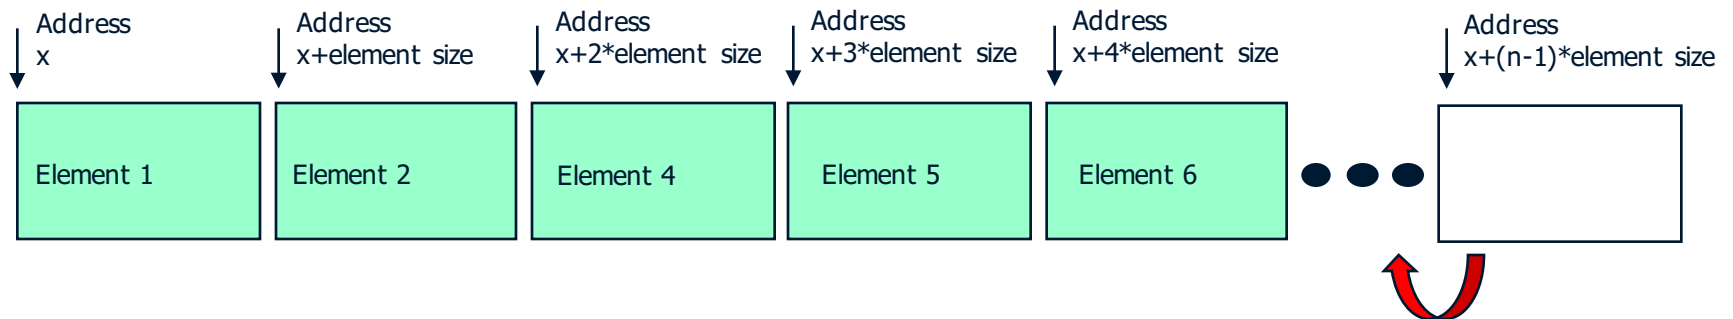 Address
x
Address
x+element size
Address
x+2*element size
Address
x+3*element size
Address
x+4*element size
Address
x+(n-1)*element size
Element 1
Element 2
Element 4
Element 5
Element 6